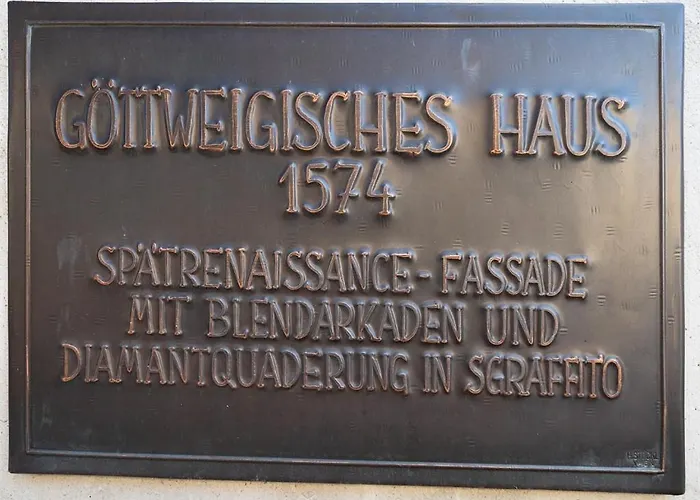 GÖTTWEIGISCHES HAUS
1574
SPÄTRENAISSANCE-FASSADE
MIT BLENDARKADEN UND
DIAMANTQUADERUNG IN SGRAFFITO